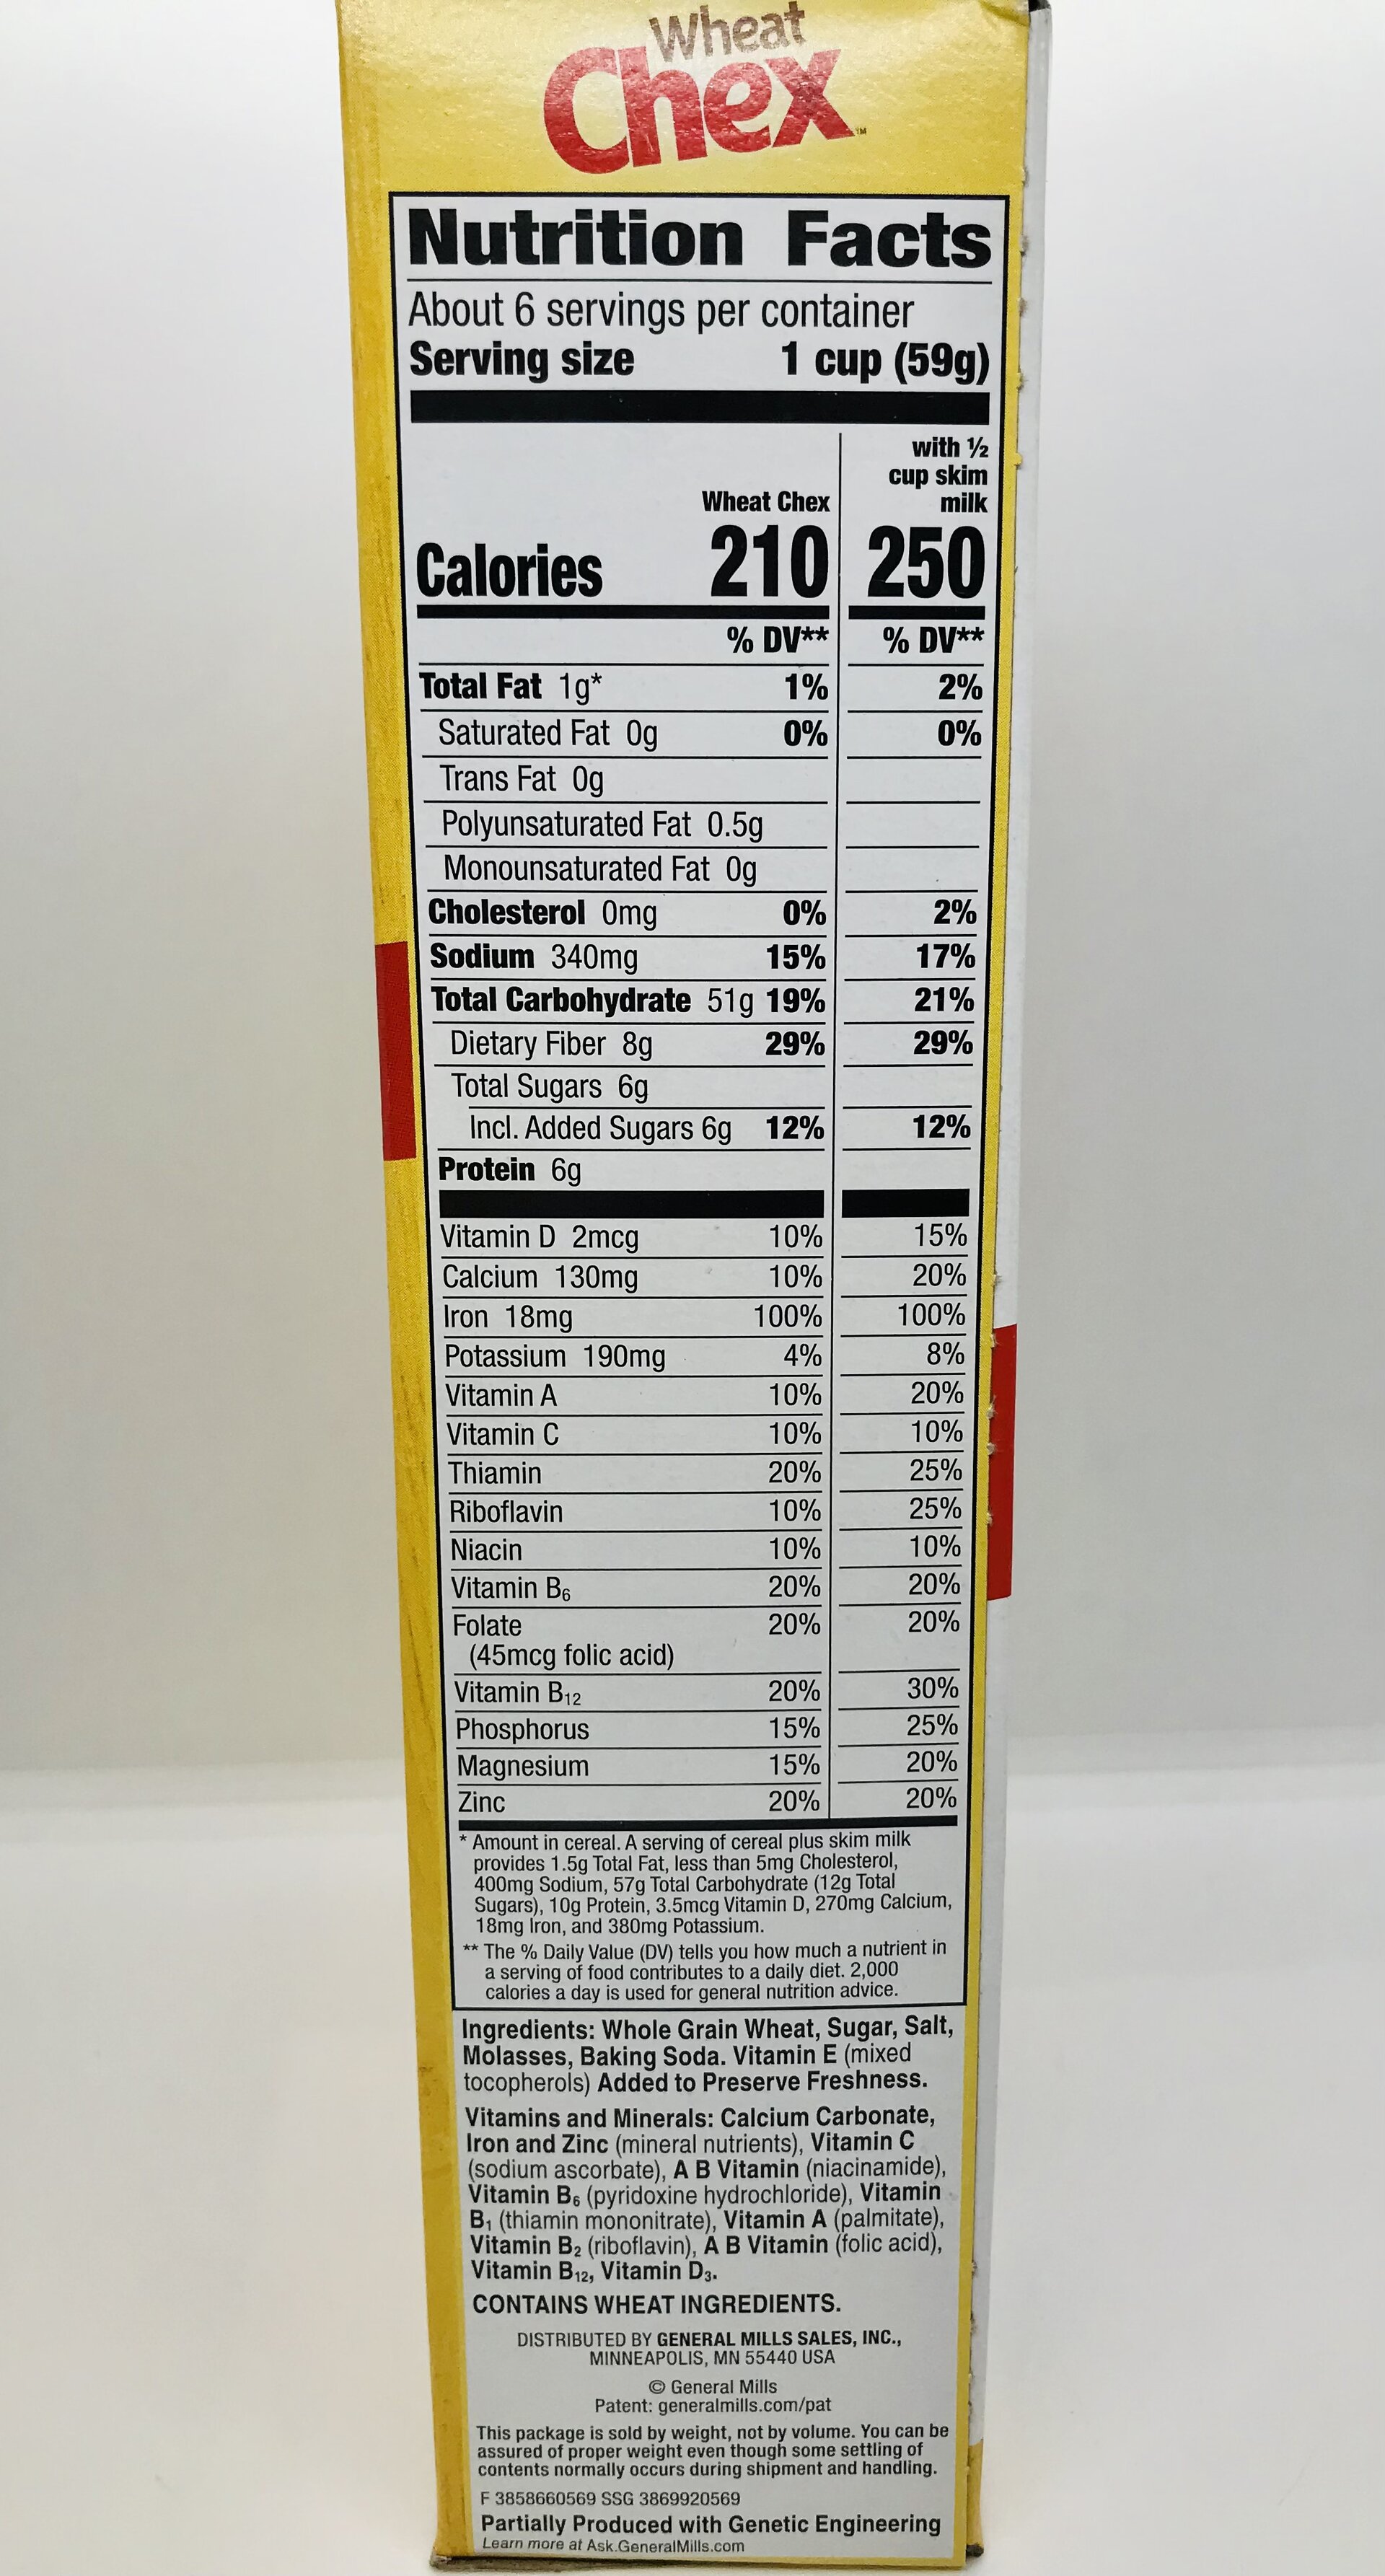 Wheat
Chex™
Nutrition Facts
About 6 servings per container
Serving size 1 cup (59g)
with ½
cup skim
milk
Wheat Chex
Calories 210 250
% DV** % DV**
Total Fat 1g* 1% 2%
Saturated Fat 0g 0% 0%
Trans Fat 0g
Polyunsaturated Fat 0.5g
Monounsaturated Fat 0g
Cholesterol 0mg 0% 2%
Sodium 340mg 15% 17%
Total Carbohydrate 51g 19% 21%
Dietary Fiber 8g 29% 29%
Total Sugars 6g
Incl. Added Sugars 6g 12% 12%
Protein 6g
Vitamin D 2mcg 10% 15%
Calcium 130mg 10% 20%
Iron 18mg 100% 100%
Potassium 190mg 4% 8%
Vitamin A 10% 20%
Vitamin C 10% 10%
Thiamin 20% 25%
Riboflavin 10% 25%
Niacin 10% 10%
Vitamin B₆ 20% 20%
Folate 20% 20%
(45mcg folic acid)
Vitamin B₁₂ 20% 30%
Phosphorus 15% 25%
Magnesium 15% 20%
Zinc 20% 20%
* Amount in cereal. A serving of cereal plus skim milk
provides 1.5g Total Fat, less than 5mg Cholesterol,
400mg Sodium, 57g Total Carbohydrate (12g Total
Sugars), 10g Protein, 3.5mcg Vitamin D, 270mg Calcium,
18mg Iron, and 380mg Potassium.
** The % Daily Value (DV) tells you how much a nutrient in
a serving of food contributes to a daily diet. 2,000
calories a day is used for general nutrition advice.
Ingredients: Whole Grain Wheat, Sugar, Salt,
Molasses, Baking Soda. Vitamin E (mixed
tocopherols) Added to Preserve Freshness.
Vitamins and Minerals: Calcium Carbonate,
Iron and Zinc (mineral nutrients), Vitamin C
(sodium ascorbate), A B Vitamin (niacinamide),
Vitamin B₆ (pyridoxine hydrochloride), Vitamin
B₁ (thiamin mononitrate), Vitamin A (palmitate),
Vitamin B₂ (riboflavin), A B Vitamin (folic acid),
Vitamin B₁₂, Vitamin D₃.
CONTAINS WHEAT INGREDIENTS.
DISTRIBUTED BY GENERAL MILLS SALES, INC.,
MINNEAPOLIS, MN 55440 USA
© General Mills
Patent: generalmills.com/pat
This package is sold by weight, not by volume. You can be
assured of proper weight even though some settling of
contents normally occurs during shipment and handling.
F 3858660569 SSG 3869920569
Partially Produced with Genetic Engineering
Learn more at Ask.GeneralMills.com